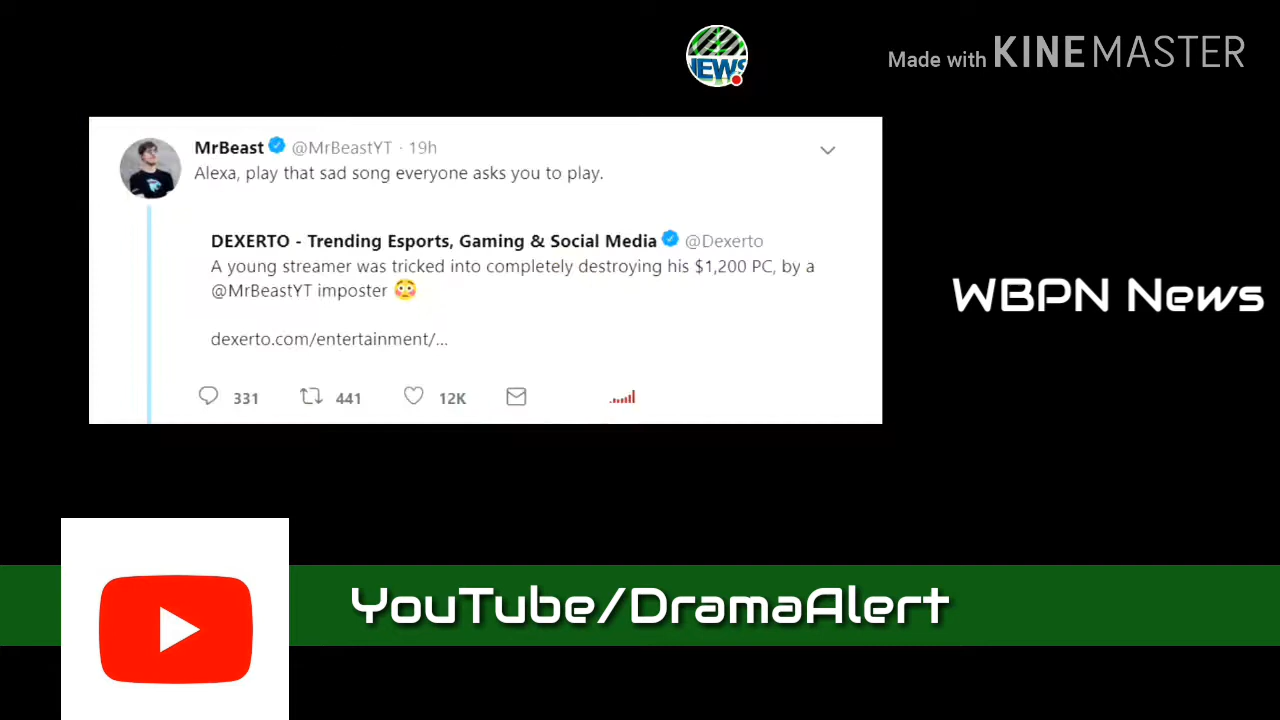 NEWS
Made with KINEMASTER
MrBeast @MrBeastYT · 19h
Alexa, play that sad song everyone asks you to play.
DEXERTO - Trending Esports, Gaming & Social Media @Dexerto
A young streamer was tricked into completely destroying his $1,200 PC, by a
@MrBeastYT imposter 😳
dexerto.com/entertainment/...
331 441 12K
WBPN News
YouTube/DramaAlert